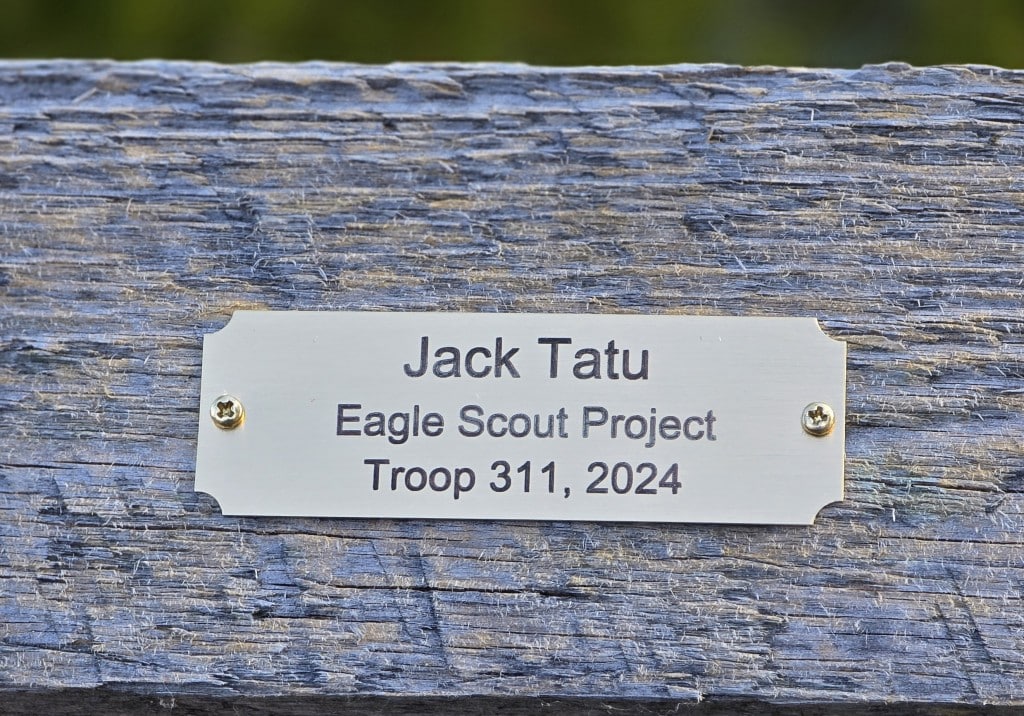 Jack Tatu
Eagle Scout Project
Troop 311, 2024